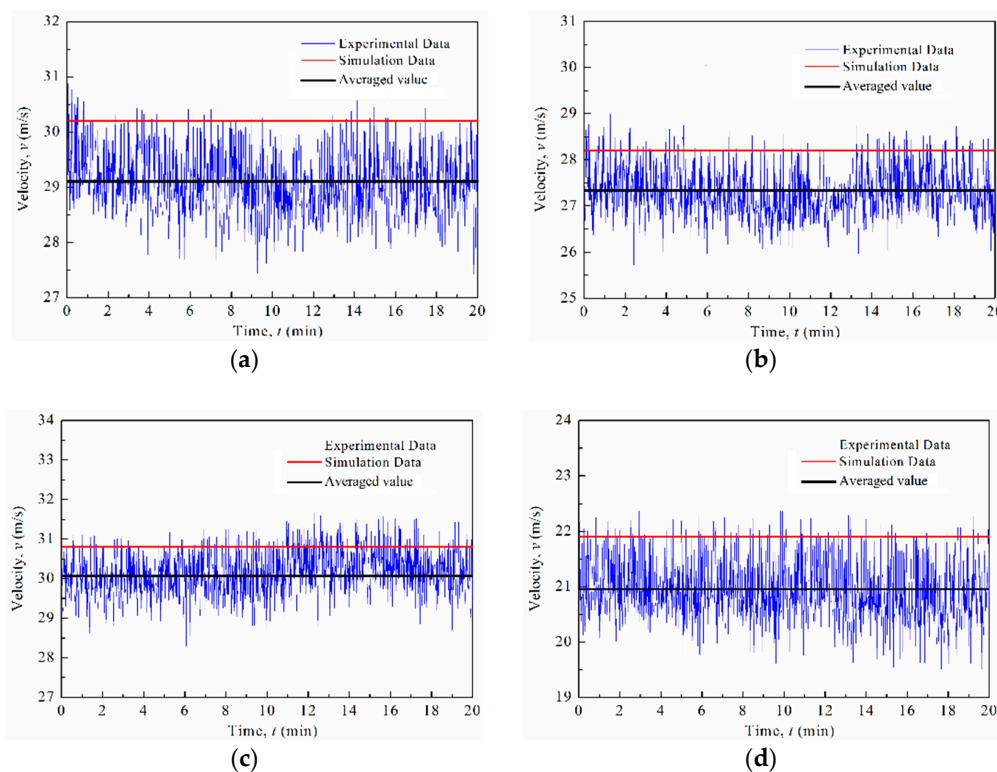 32
31
30
29
28
27
Velocity, v (m/s)
Experimental Data
Simulation Data
Averaged value
0 2 4 6 8 10 12 14 16 18 20
Time, t (min)
(a)
31
30
29
28
27
26
25
Velocity, v (m/s)
Experimental Data
Simulation Data
Averaged value
0 2 4 6 8 10 12 14 16 18 20
Time, t (min)
(b)
34
33
32
31
30
29
27
Velocity, v (m/s)
Experimental Data
Simulation Data
Averaged value
0 2 4 6 8 10 12 14 16 18 20
Time, t (min)
(c)
24
23
22
21
20
19
Velocity, v (m/s)
Experimental Data
Simulation Data
Averaged value
0 2 4 6 8 10 12 14 16 18 20
Time, t (min)
(d)